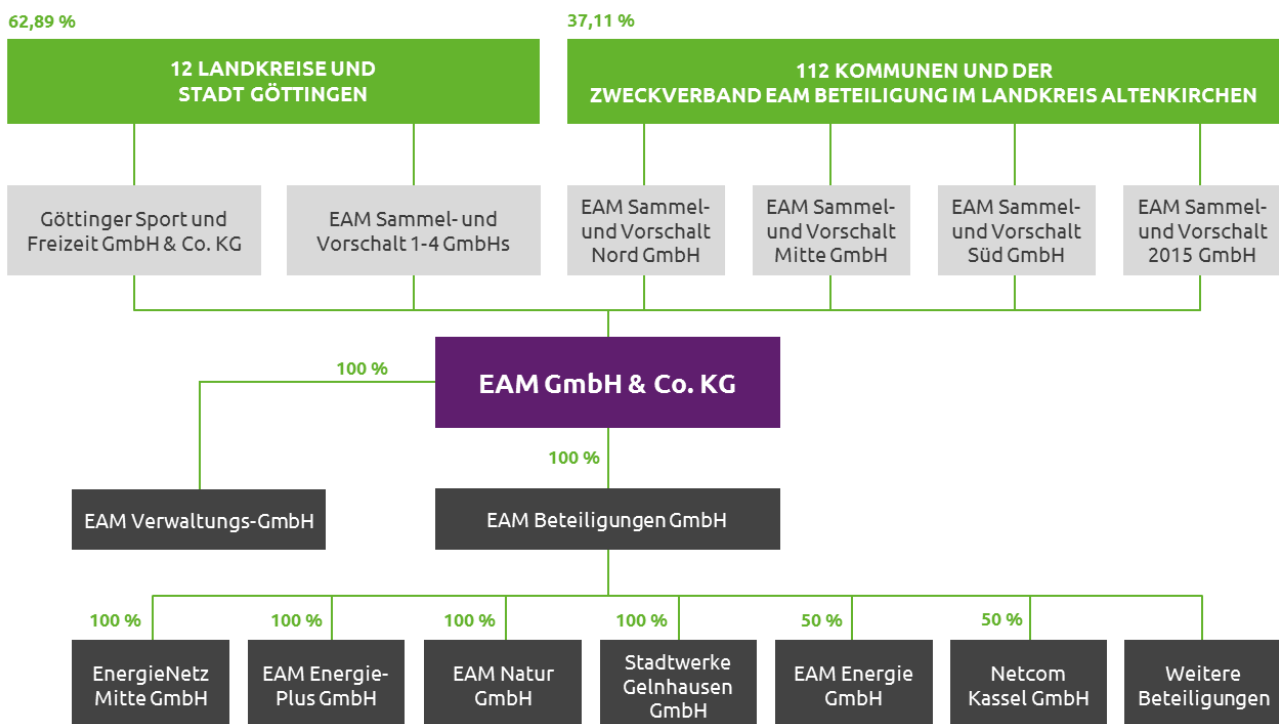 62,89 %
37,11 %
12 LANDKREISE UND
STADT GÖTTINGEN
112 KOMMUNEN UND DER
ZWECKVERBAND EAM BETEILIGUNG IM LANDKREIS ALTENKIRCHEN
Göttinger Sport und
Freizeit GmbH & Co. KG
EAM Sammel- und
Vorschalt 1-4 GmbHs
EAM Sammel-
und Vorschalt
Nord GmbH
EAM Sammel-
und Vorschalt
Mitte GmbH
EAM Sammel-
und Vorschalt
Süd GmbH
EAM Sammel-
und Vorschalt
2015 GmbH
EAM GmbH & Co. KG
100 %
100 %
EAM Verwaltungs-GmbH
EAM Beteiligungen GmbH
100 %
EnergieNetz
Mitte GmbH
100 %
EAM Energie-
Plus GmbH
100 %
EAM Natur
GmbH
100 %
Stadtwerke
Gelnhausen
GmbH
50 %
EAM Energie
GmbH
50 %
Netcom
Kassel GmbH
Weitere
Beteiligungen